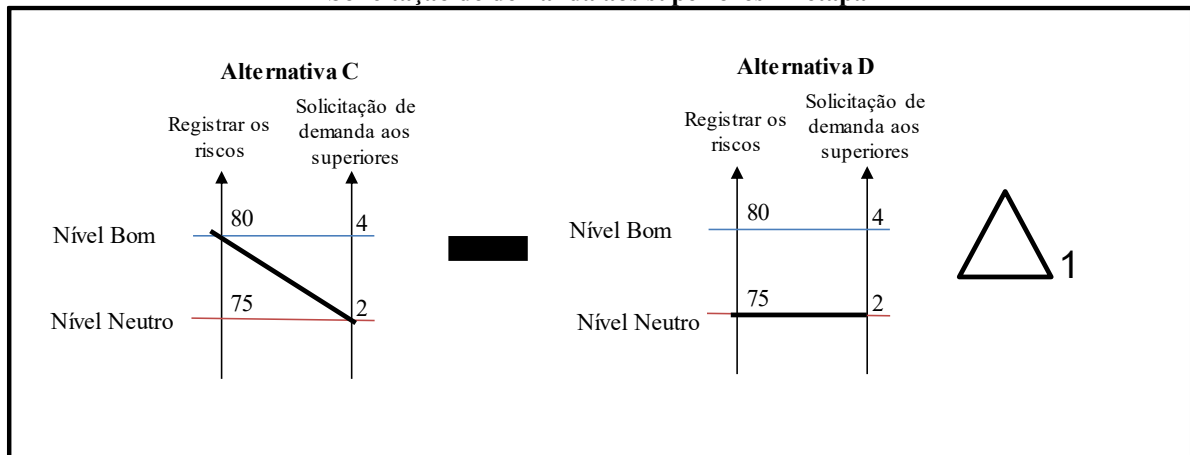 Alternativa C
Registrar os
riscos
Solicitação de
demanda aos
superiores
80
4
Nível Bom
75
2
Nível Neutro
Alternativa D
Registrar os
riscos
Solicitação de
demanda aos
superiores
80
4
Nível Bom
75
2
Nível Neutro
1